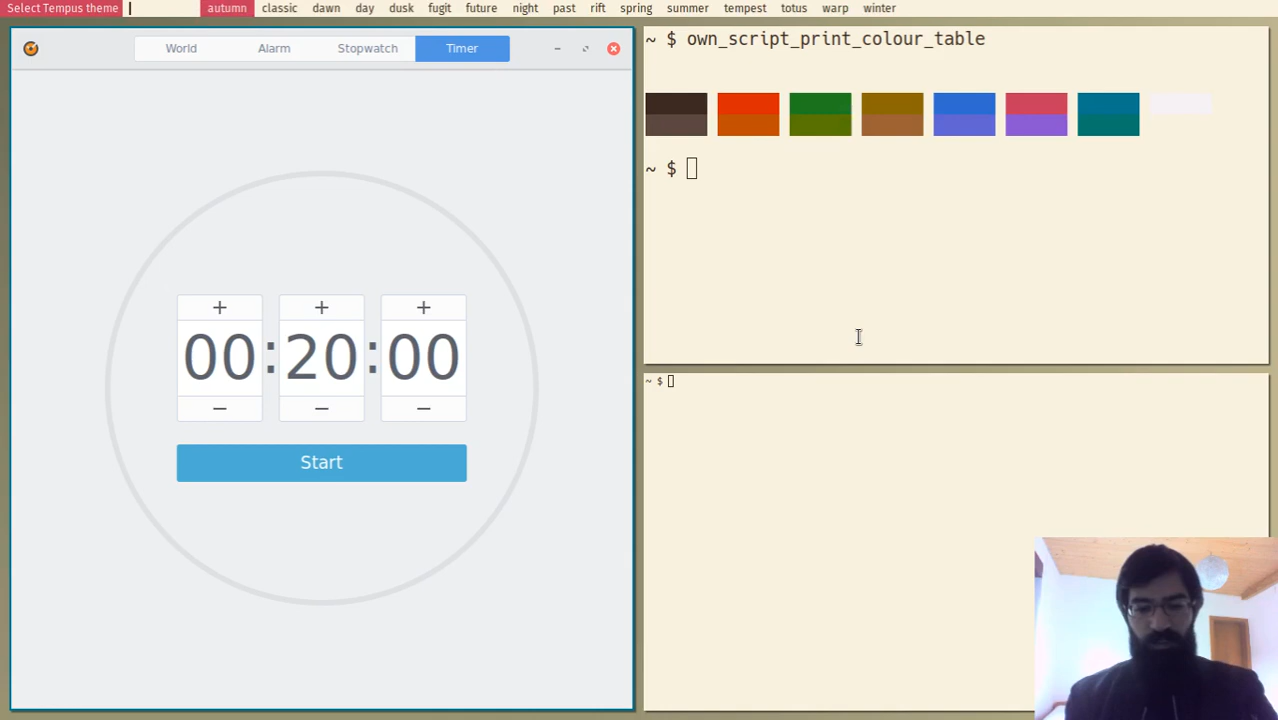 Select Tempus theme autumn classic dawn day dusk fugit future night past rift spring summer tempest totus warp winter
World Alarm Stopwatch Timer
00:20:00
Start
~ $ own_script_print_colour_table
~ $
~ $